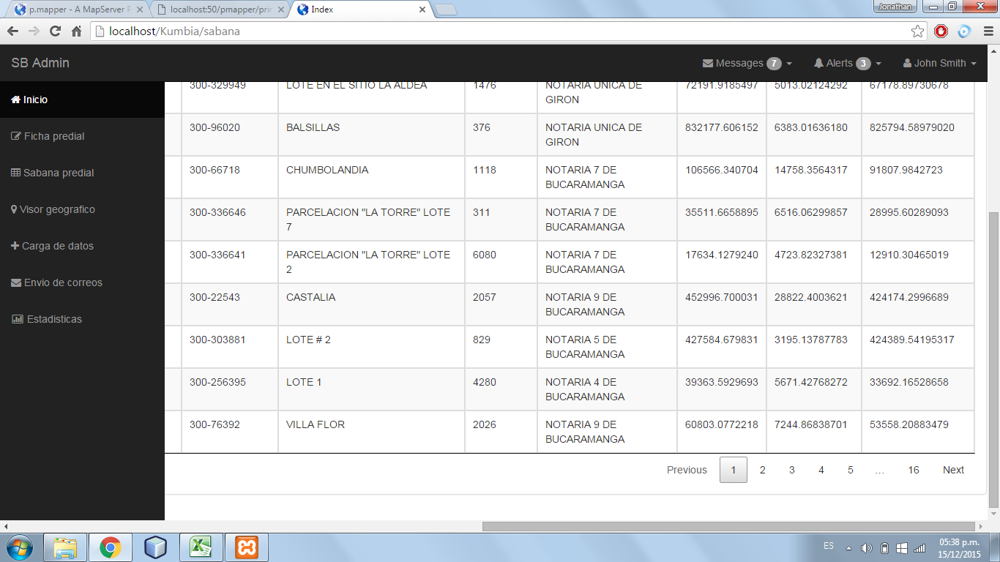 p.mapper - A MapServer P
localhost:50/pmapper/prin
Index
Jonathan
localhost/Kumbia/sabana
SB Admin
Messages 7
Alerts 3
John Smith
Inicio
Ficha predial
Sabana predial
Visor geografico
Carga de datos
Envio de correos
Estadisticas
300-329949 LOTE EN EL SITIO LA ALDEA 1476 NOTARIA UNICA DE 72191.9185497 5013.02124292 67178.89730678
GIRON
300-96020 BALSILLAS 376 NOTARIA UNICA DE 832177.606152 6383.01636180 825794.58979020
GIRON
300-66718 CHUMBOLANDIA 1118 NOTARIA 7 DE 106566.340704 14758.3564317 91807.9842723
BUCARAMANGA
300-336646 PARCELACION "LA TORRE" LOTE 311 NOTARIA 7 DE 35511.6658895 6516.06299857 28995.60289093
7 BUCARAMANGA
300-336641 PARCELACION "LA TORRE" LOTE 6080 NOTARIA 7 DE 17634.1279240 4723.82327381 12910.30465019
2 BUCARAMANGA
300-22543 CASTALIA 2057 NOTARIA 9 DE 452996.700031 28822.4003621 424174.2996689
BUCARAMANGA
300-303881 LOTE # 2 829 NOTARIA 5 DE 427584.679831 3195.13787783 424389.54195317
BUCARAMANGA
300-256395 LOTE 1 4280 NOTARIA 4 DE 39363.5929693 5671.42768272 33692.16528658
BUCARAMANGA
300-76392 VILLA FLOR 2026 NOTARIA 9 DE 60803.0772218 7244.86838701 53558.20883479
BUCARAMANGA
Previous 1 2 3 4 5 … 16 Next
ES
05:38 p.m.
15/12/2015